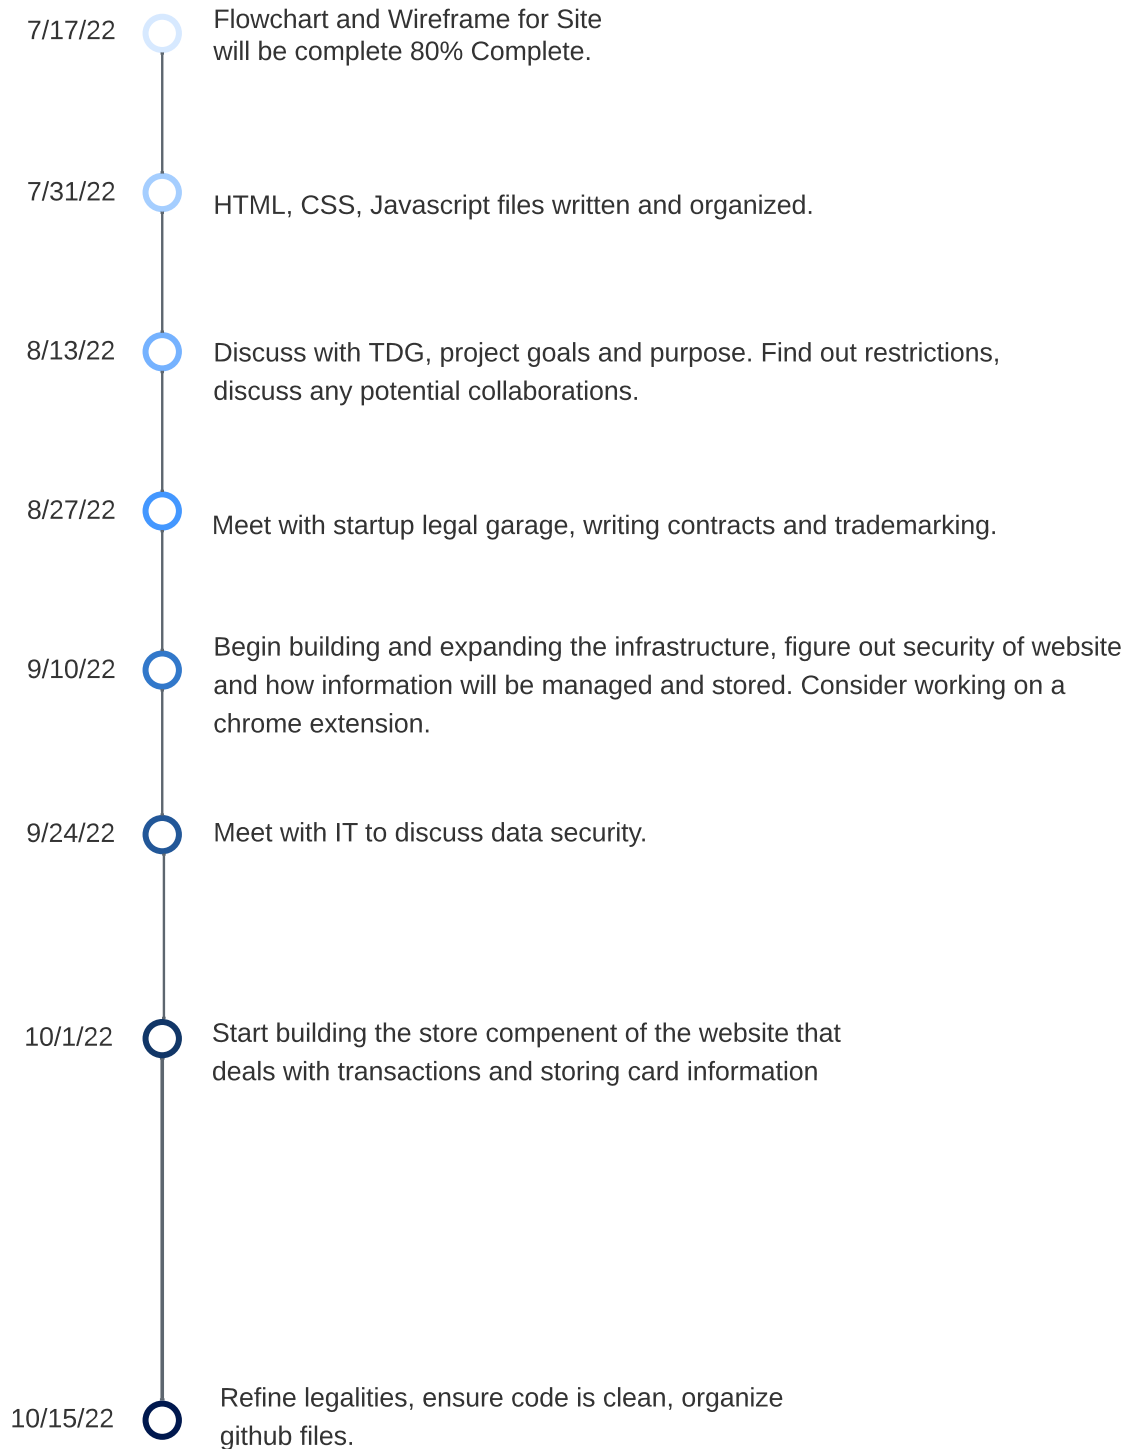 7/17/22
Flowchart and Wireframe for Site
will be complete 80% Complete.
7/31/22
HTML, CSS, Javascript files written and organized.
8/13/22
Discuss with TDG, project goals and purpose. Find out restrictions,
discuss any potential collaborations.
8/27/22
Meet with startup legal garage, writing contracts and trademarking.
9/10/22
Begin building and expanding the infrastructure, figure out security of website
and how information will be managed and stored. Consider working on a
chrome extension.
9/24/22
Meet with IT to discuss data security.
10/1/22
Start building the store compenent of the website that
deals with transactions and storing card information
10/15/22
Refine legalities, ensure code is clean, organize
github files.